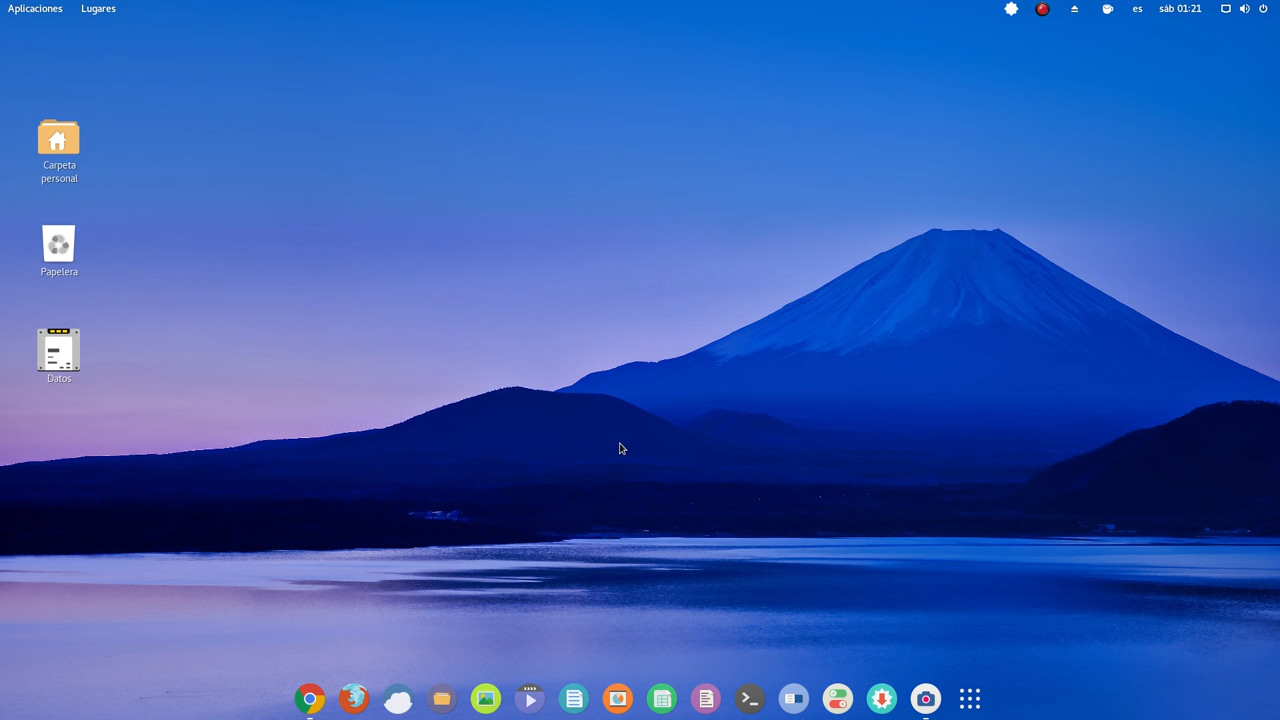 Aplicaciones Lugares es sáb 01:21
Carpeta
personal
Papelera
Datos